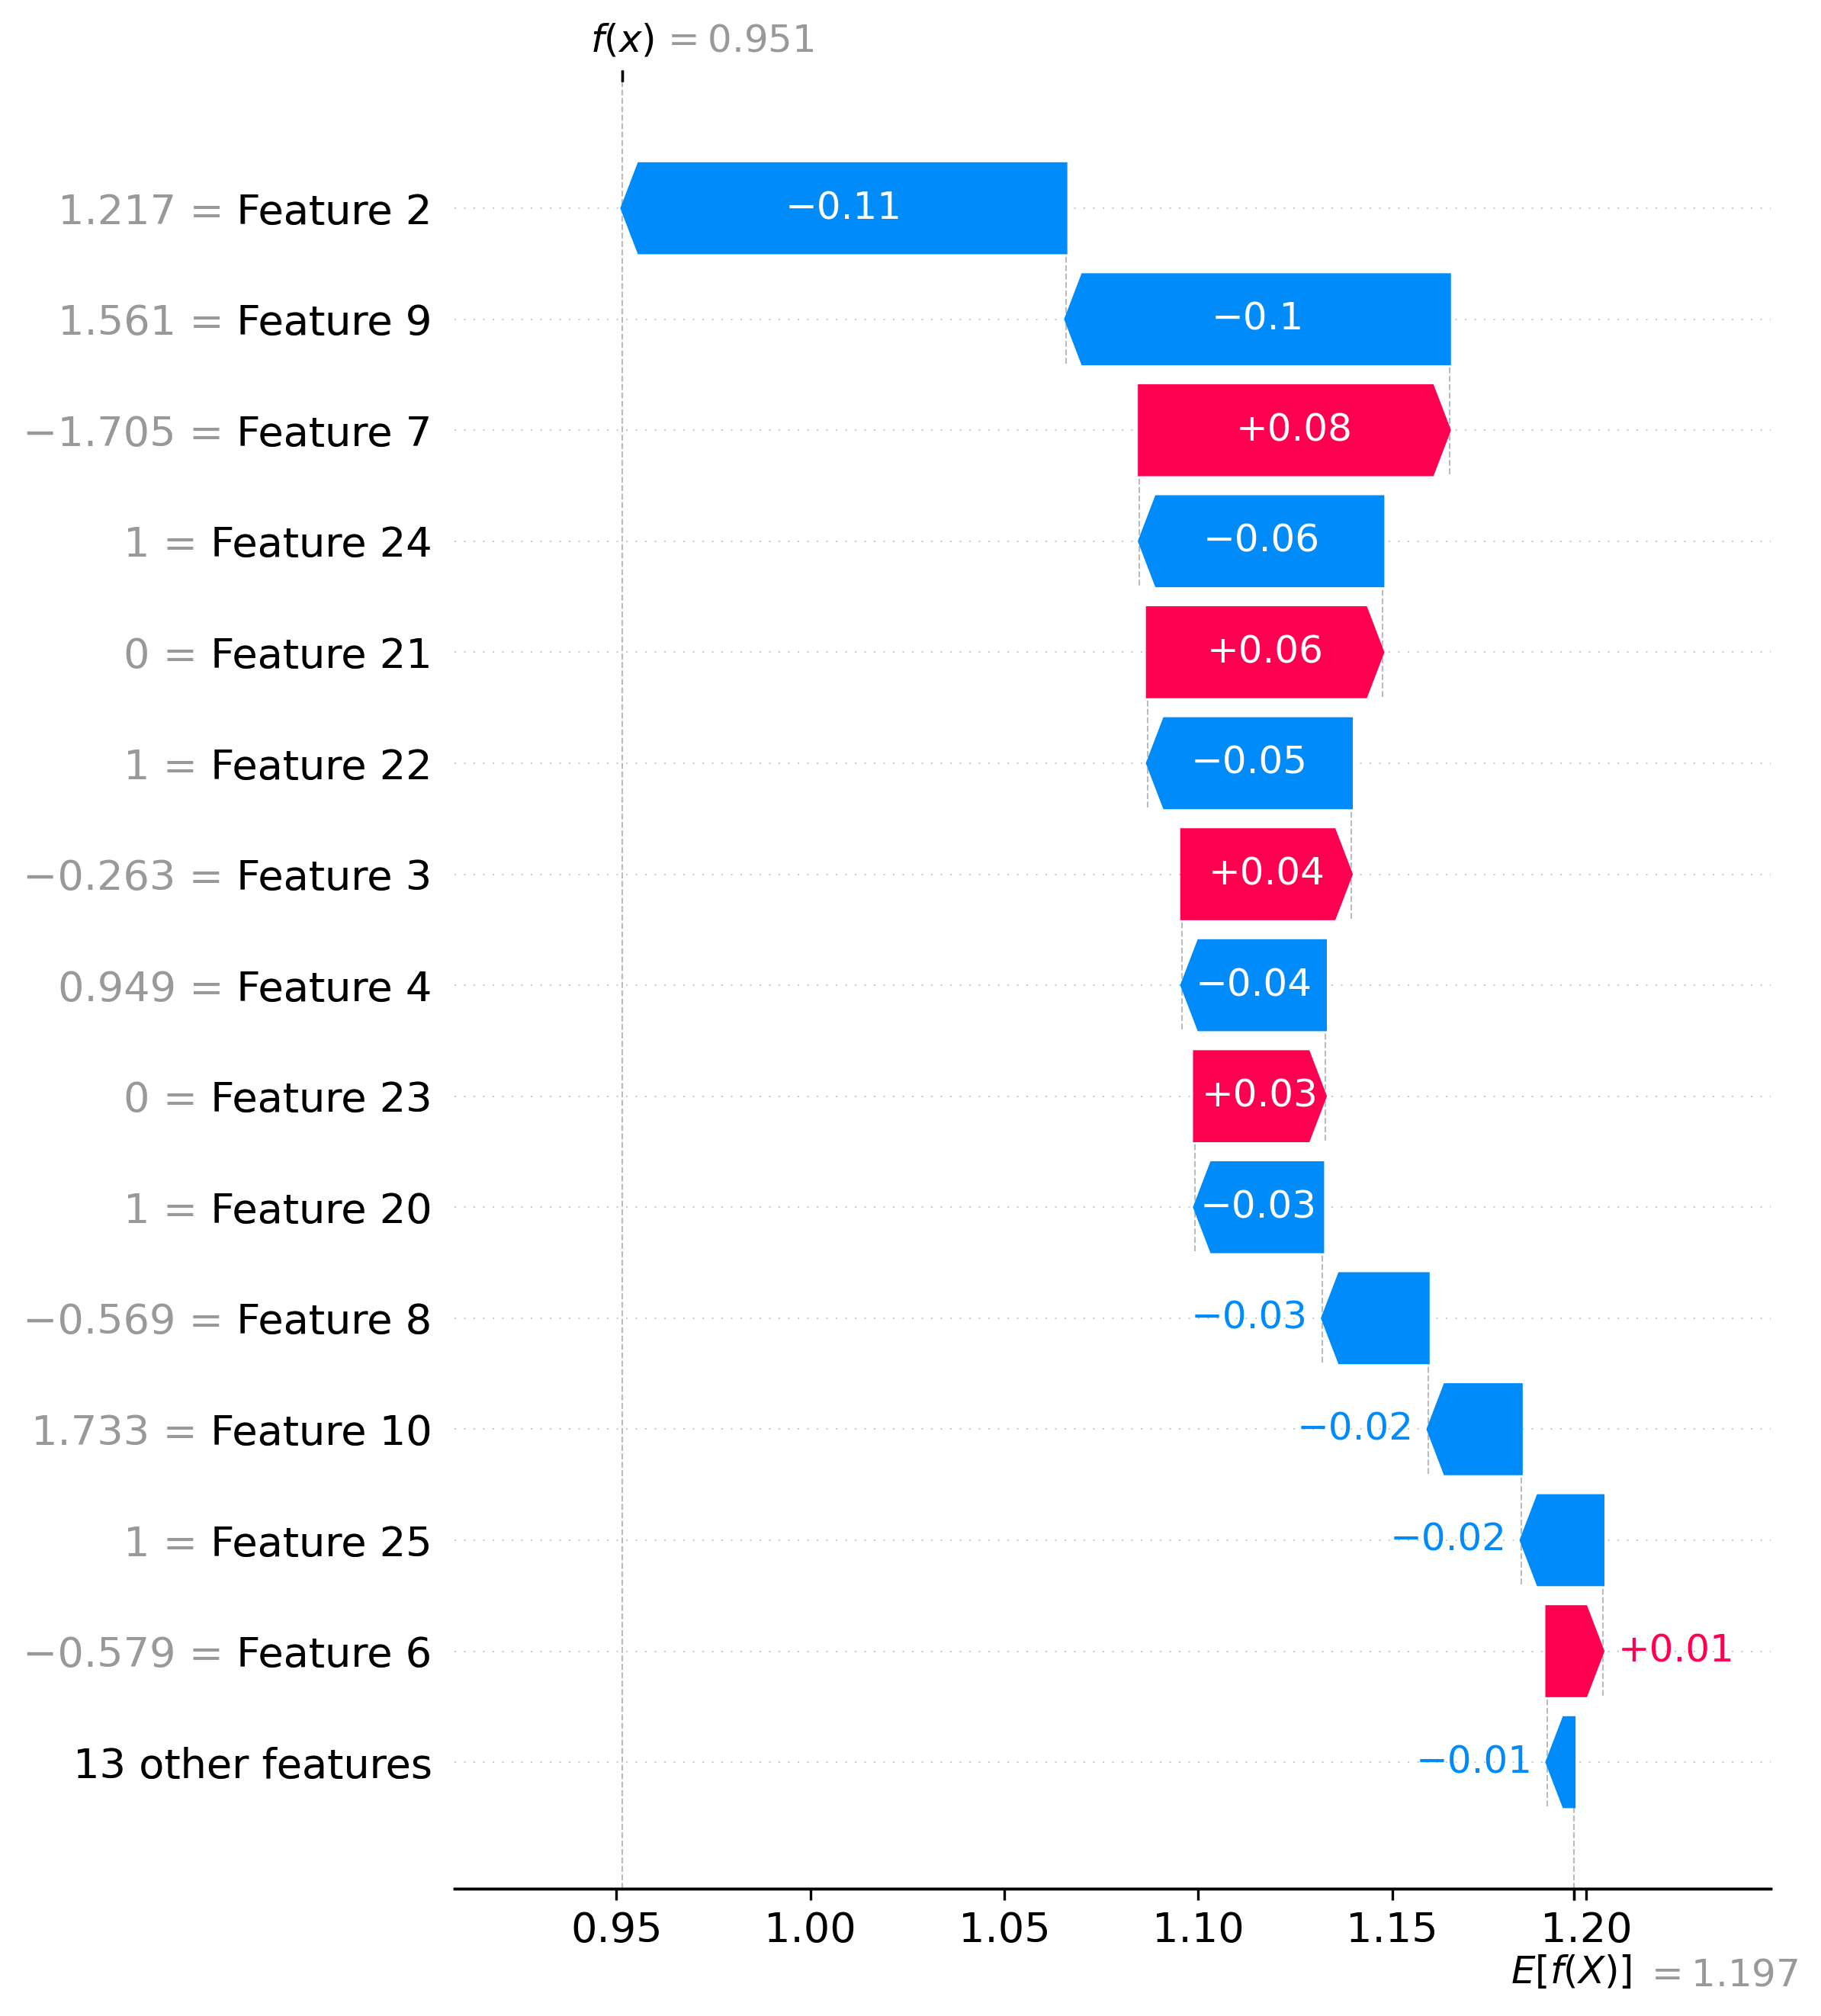 f(x) = 0.951
1.217 = Feature 2 −0.11
1.561 = Feature 9 −0.1
−1.705 = Feature 7 +0.08
1 = Feature 24 −0.06
0 = Feature 21 +0.06
1 = Feature 22 −0.05
−0.263 = Feature 3 +0.04
0.949 = Feature 4 −0.04
0 = Feature 23 +0.03
1 = Feature 20 −0.03
−0.569 = Feature 8 −0.03
1.733 = Feature 10 −0.02
1 = Feature 25 −0.02
−0.579 = Feature 6 +0.01
13 other features −0.01
0.95 1.00 1.05 1.10 1.15 1.20
E[f(X)] = 1.197